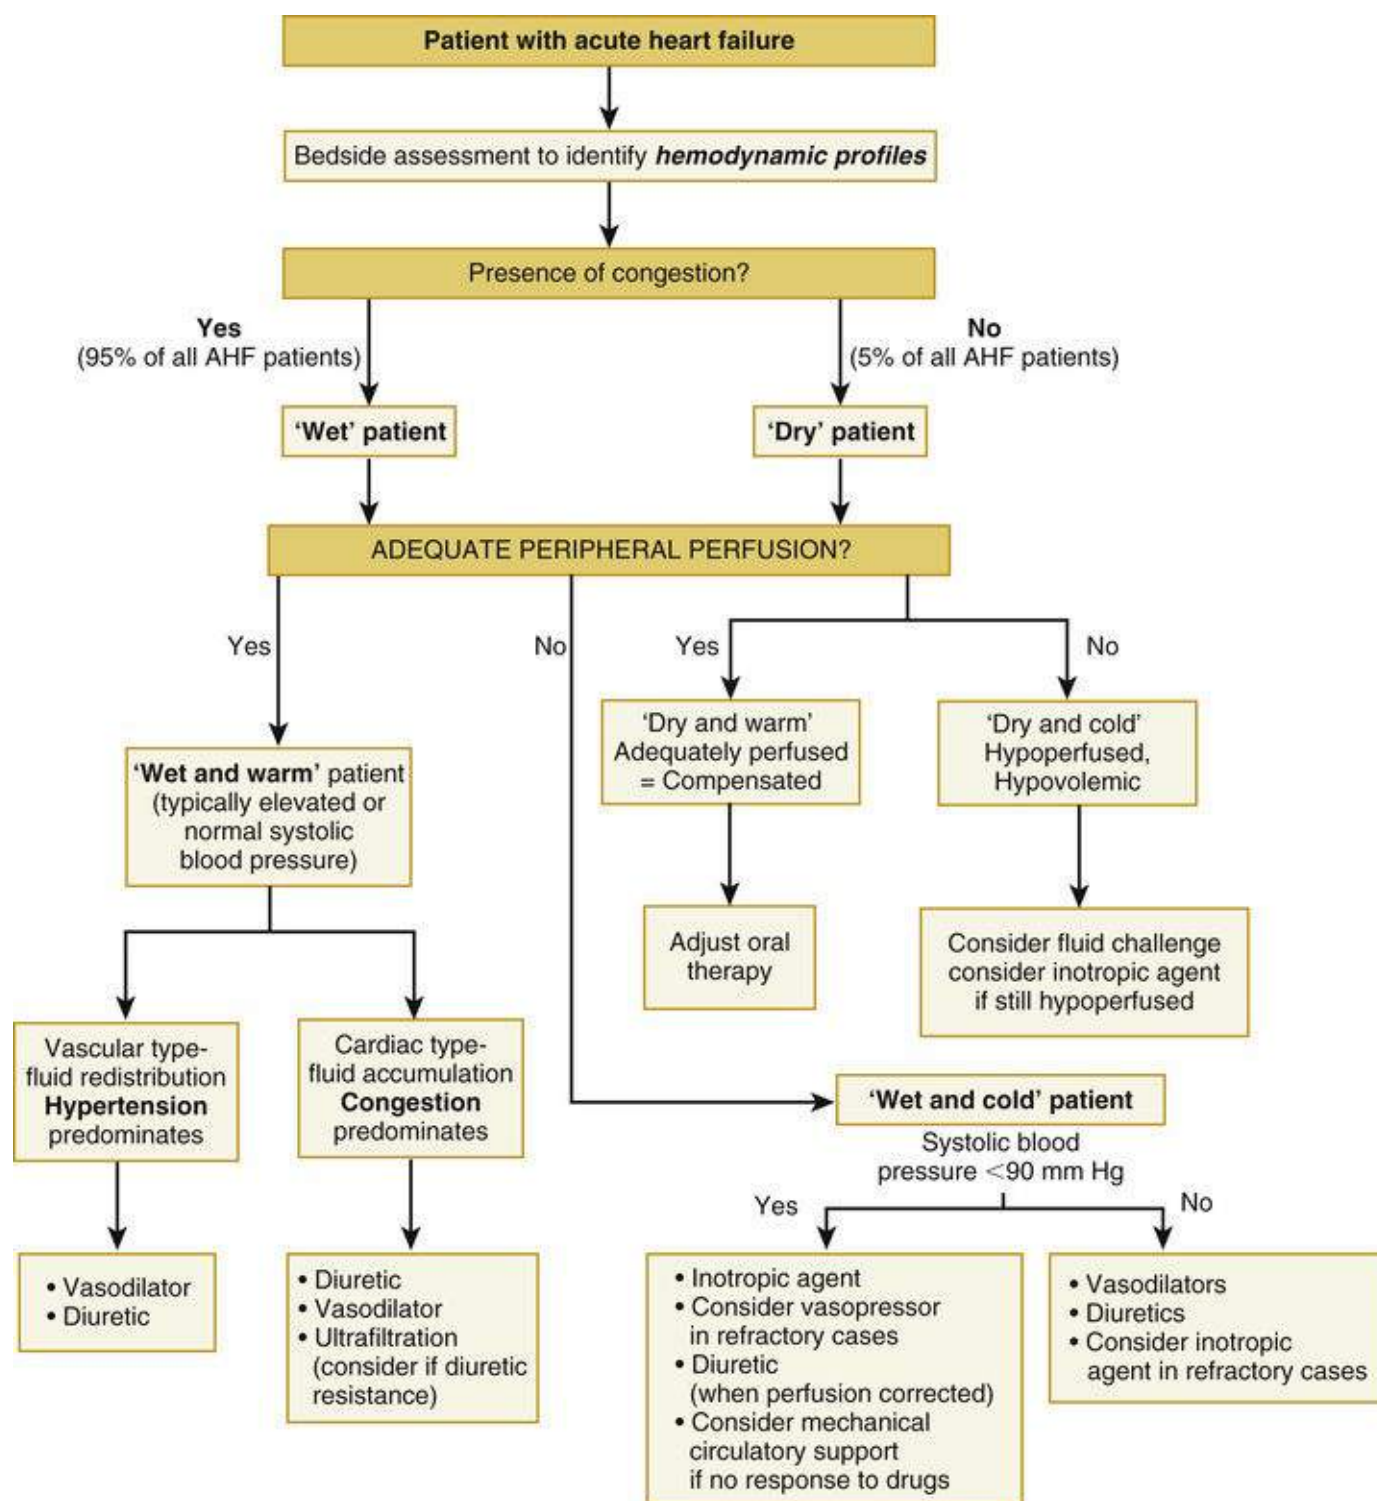 Patient with acute heart failure
Bedside assessment to identify hemodynamic profiles
Presence of congestion?
Yes
(95% of all AHF patients)
No
(5% of all AHF patients)
‘Wet’ patient
‘Dry’ patient
ADEQUATE PERIPHERAL PERFUSION?
Yes
No
Yes
No
‘Wet and warm’ patient
(typically elevated or
normal systolic
blood pressure)
‘Dry and warm’
Adequately perfused
= Compensated
‘Dry and cold’
Hypoperfused,
Hypovolemic
Adjust oral
therapy
Consider fluid challenge
consider inotropic agent
if still hypoperfused
Vascular type-
fluid redistribution
Hypertension
predominates
Cardiac type-
fluid accumulation
Congestion
predominates
‘Wet and cold’ patient
Systolic blood
pressure <90 mm Hg
Yes
No
• Vasodilator
• Diuretic
• Diuretic
• Vasodilator
• Ultrafiltration
(consider if diuretic
resistance)
• Inotropic agent
• Consider vasopressor
in refractory cases
• Diuretic
(when perfusion corrected)
• Consider mechanical
circulatory support
if no response to drugs
• Vasodilators
• Diuretics
• Consider inotropic
agent in refractory cases